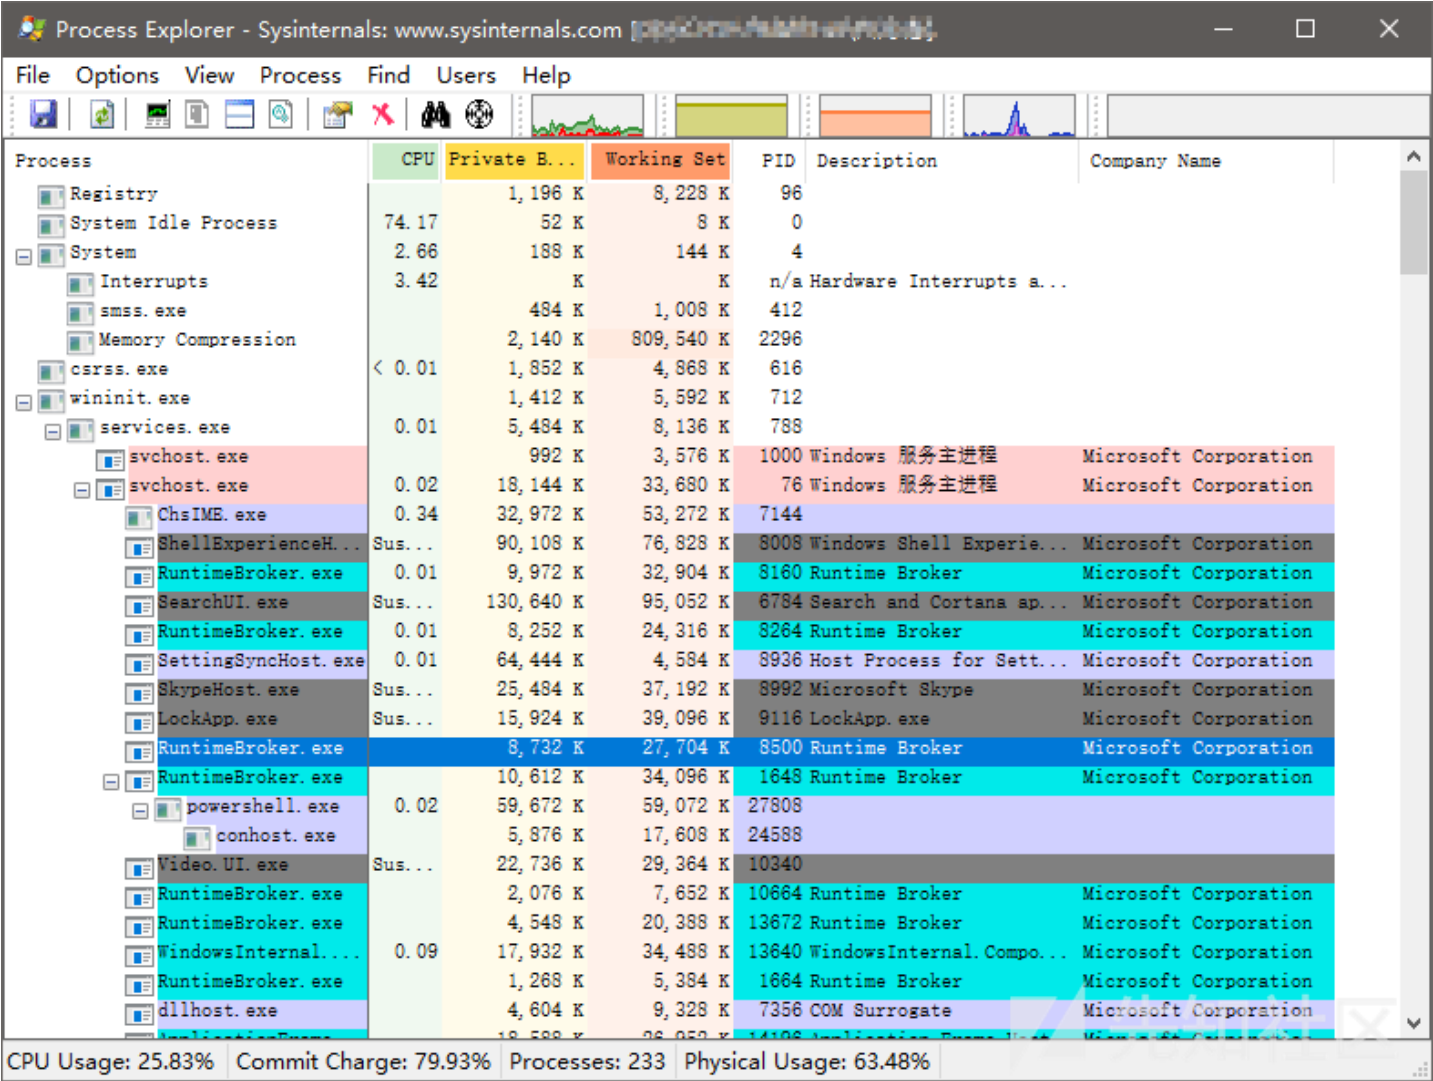 Process Explorer - Sysinternals: www.sysinternals.com [
File Options View Process Find Users Help
Process CPU Private B... Working Set PID Description Company Name
Registry 1,196 K 8,228 K 96
System Idle Process 74.17 52 K 8 K 0
System 2.66 188 K 144 K 4
Interrupts 3.42 K K n/a Hardware Interrupts a...
smss.exe 484 K 1,008 K 412
Memory Compression 2,140 K 809,540 K 2296
csrss.exe < 0.01 1,852 K 4,868 K 616
wininit.exe 1,412 K 5,592 K 712
services.exe 0.01 5,484 K 8,136 K 788
svchost.exe 992 K 3,576 K 1000 Windows 服务主进程 Microsoft Corporation
svchost.exe 0.02 18,144 K 33,680 K 76 Windows 服务主进程 Microsoft Corporation
ChsIME.exe 0.34 32,972 K 53,272 K 7144
ShellExperienceH... Sus... 90,108 K 76,828 K 8008 Windows Shell Experie... Microsoft Corporation
RuntimeBroker.exe 0.01 9,972 K 32,904 K 8160 Runtime Broker Microsoft Corporation
SearchUI.exe Sus... 130,640 K 95,052 K 6784 Search and Cortana ap... Microsoft Corporation
RuntimeBroker.exe 0.01 8,252 K 24,316 K 8264 Runtime Broker Microsoft Corporation
SettingSyncHost.exe 0.01 64,444 K 4,584 K 8936 Host Process for Sett... Microsoft Corporation
SkypeHost.exe Sus... 25,484 K 37,192 K 8992 Microsoft Skype Microsoft Corporation
LockApp.exe Sus... 15,924 K 39,096 K 9116 LockApp.exe Microsoft Corporation
RuntimeBroker.exe 8,732 K 27,704 K 8500 Runtime Broker Microsoft Corporation
RuntimeBroker.exe 10,612 K 34,096 K 1648 Runtime Broker Microsoft Corporation
powershell.exe 0.02 59,672 K 59,072 K 27808
conhost.exe 5,876 K 17,608 K 24588
Video.UI.exe Sus... 22,736 K 29,364 K 10340
RuntimeBroker.exe 2,076 K 7,652 K 10664 Runtime Broker Microsoft Corporation
RuntimeBroker.exe 4,548 K 20,388 K 13672 Runtime Broker Microsoft Corporation
WindowsInternal.... 0.09 17,932 K 34,488 K 13640 WindowsInternal.Compo... Microsoft Corporation
RuntimeBroker.exe 1,268 K 5,384 K 1664 Runtime Broker Microsoft Corporation
dllhost.exe 4,604 K 9,328 K 7356 COM Surrogate Microsoft Corporation
先知社区
CPU Usage: 25.83% Commit Charge: 79.93% Processes: 233 Physical Usage: 63.48%